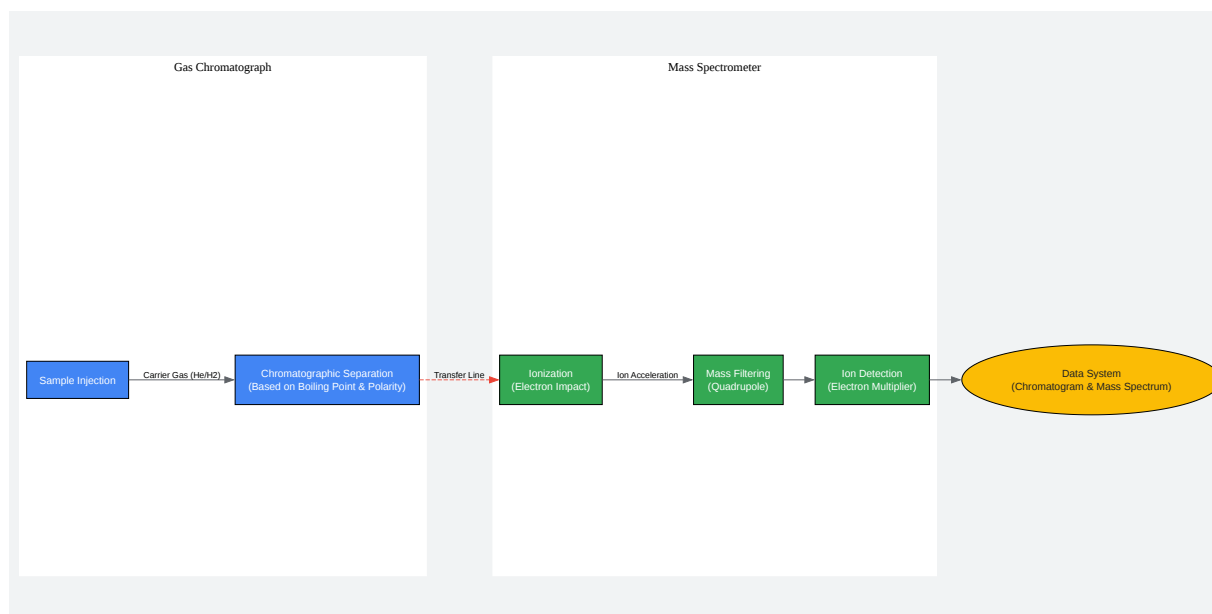 Gas Chromatograph
Mass Spectrometer
Sample Injection
Carrier Gas (He/H2)
Chromatographic Separation
(Based on Boiling Point & Polarity)
Transfer Line
Ionization
(Electron Impact)
Ion Acceleration
Mass Filtering
(Quadrupole)
Ion Detection
(Electron Multiplier)
Data System
(Chromatogram & Mass Spectrum)